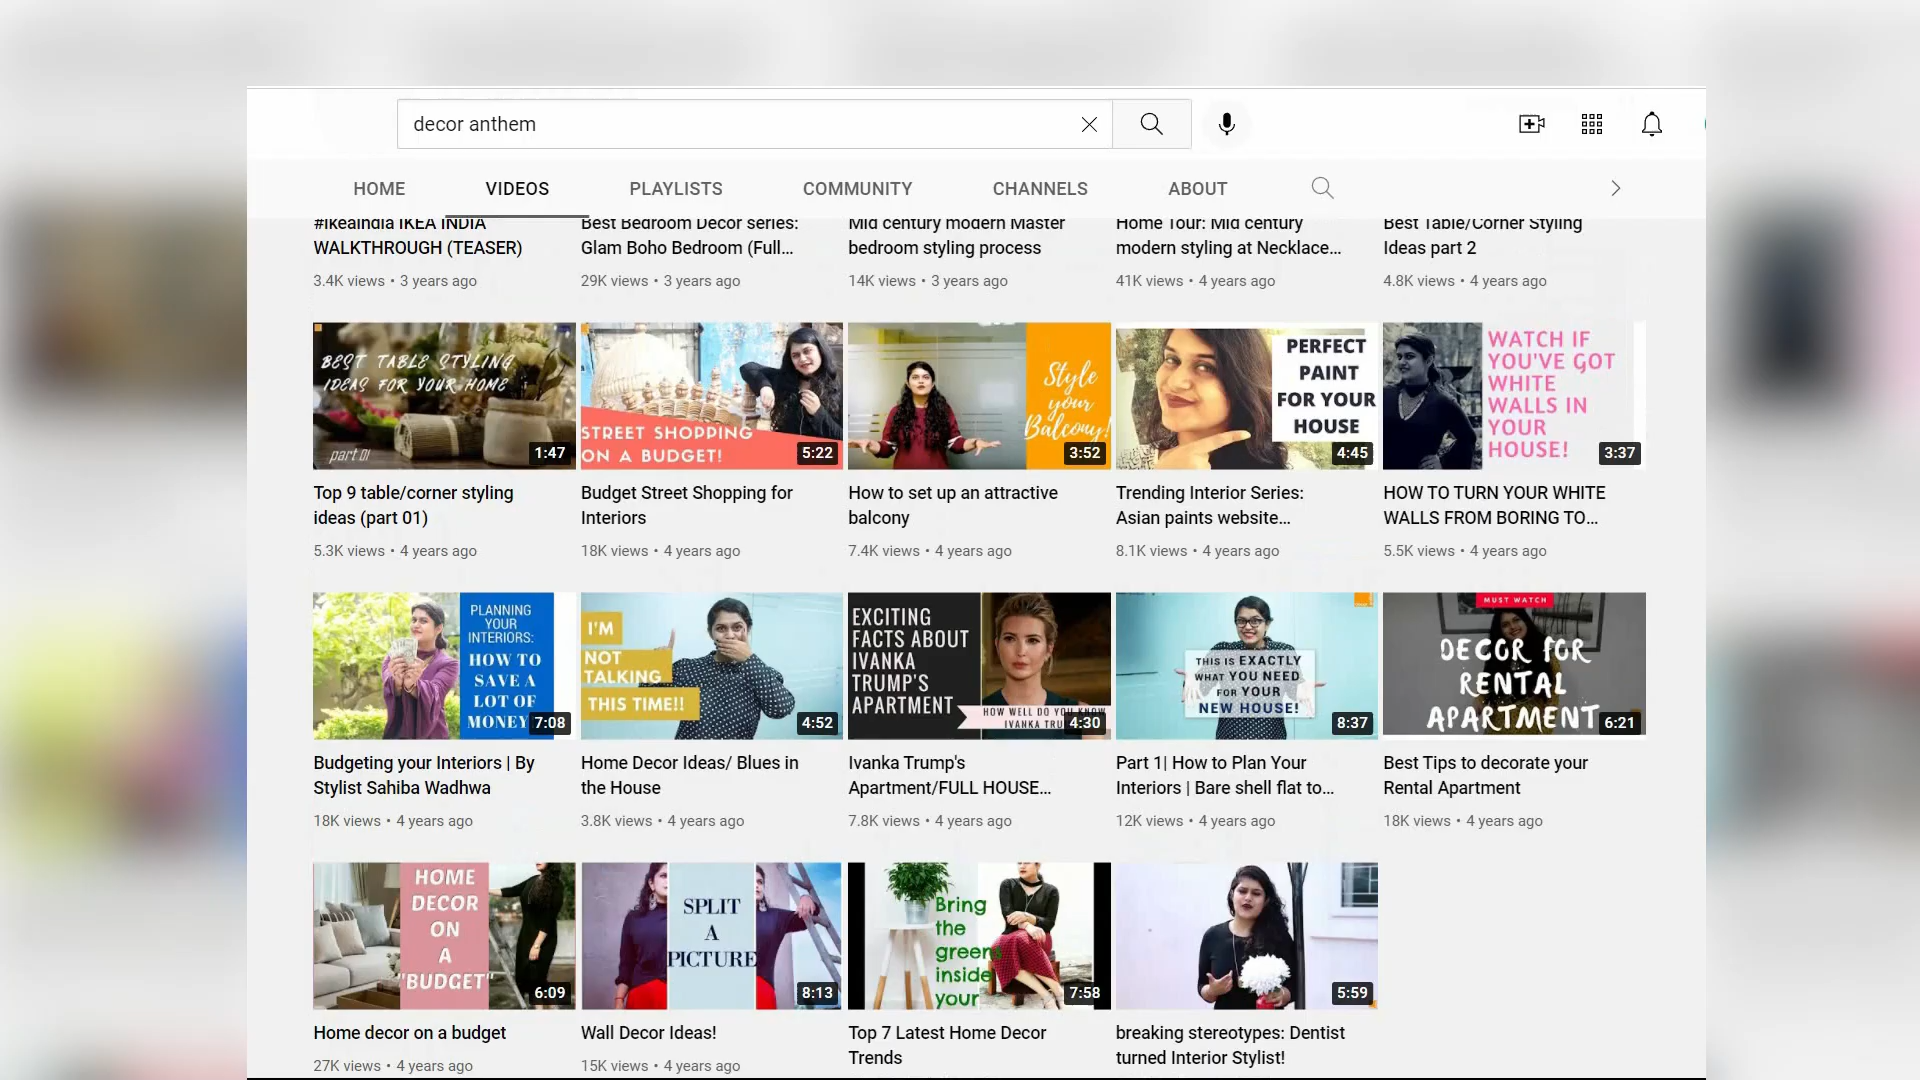 decor anthem
HOME VIDEOS PLAYLISTS COMMUNITY CHANNELS ABOUT
#ikeaindia IKEA INDIA
WALKTHROUGH (TEASER)
3.4K views • 3 years ago
Best Bedroom Decor series:
Glam Boho Bedroom (Full...
29K views • 3 years ago
Mid century modern Master
bedroom styling process
14K views • 3 years ago
Home Tour: Mid century
modern styling at Necklace...
41K views • 4 years ago
Best Table/Corner Styling
Ideas part 2
4.8K views • 4 years ago
BEST TABLE STYLING
IDEAS FOR YOUR HOME
part 01
1:47
Top 9 table/corner styling
ideas (part 01)
5.3K views • 4 years ago
STREET SHOPPING
ON A BUDGET!
5:22
Budget Street Shopping for
Interiors
18K views • 4 years ago
Style
your
Balcony!
3:52
How to set up an attractive
balcony
7.4K views • 4 years ago
PERFECT
PAINT
FOR YOUR
HOUSE
4:45
Trending Interior Series:
Asian paints website...
8.1K views • 4 years ago
WATCH IF
YOU'VE GOT
WHITE
WALLS IN
YOUR
HOUSE!
3:37
HOW TO TURN YOUR WHITE
WALLS FROM BORING TO...
5.5K views • 4 years ago
PLANNING
YOUR
INTERIORS:
HOW TO
SAVE A
LOT OF
MONEY
7:08
Budgeting your Interiors | By
Stylist Sahiba Wadhwa
18K views • 4 years ago
I'M
NOT
TALKING
THIS TIME!!
4:52
Home Decor Ideas/ Blues in
the House
3.8K views • 4 years ago
EXCITING
FACTS ABOUT
IVANKA
TRUMP'S
APARTMENT
HOW WELL DO YOU KNOW
IVANKA TRU
4:30
Ivanka Trump's
Apartment/FULL HOUSE...
7.8K views • 4 years ago
THIS IS EXACTLY
WHAT YOU NEED
FOR YOUR
NEW HOUSE!
8:37
Part 1| How to Plan Your
Interiors | Bare shell flat to...
12K views • 4 years ago
MUST WATCH
DECOR FOR
RENTAL
APARTMENT
6:21
Best Tips to decorate your
Rental Apartment
18K views • 4 years ago
HOME
DECOR
ON
A
"BUDGET"
6:09
Home decor on a budget
27K views • 4 years ago
SPLIT
A
PICTURE
8:13
Wall Decor Ideas!
15K views • 4 years ago
Bring
the
greens
inside
your
7:58
Top 7 Latest Home Decor
Trends
5:59
breaking stereotypes: Dentist
turned Interior Stylist!